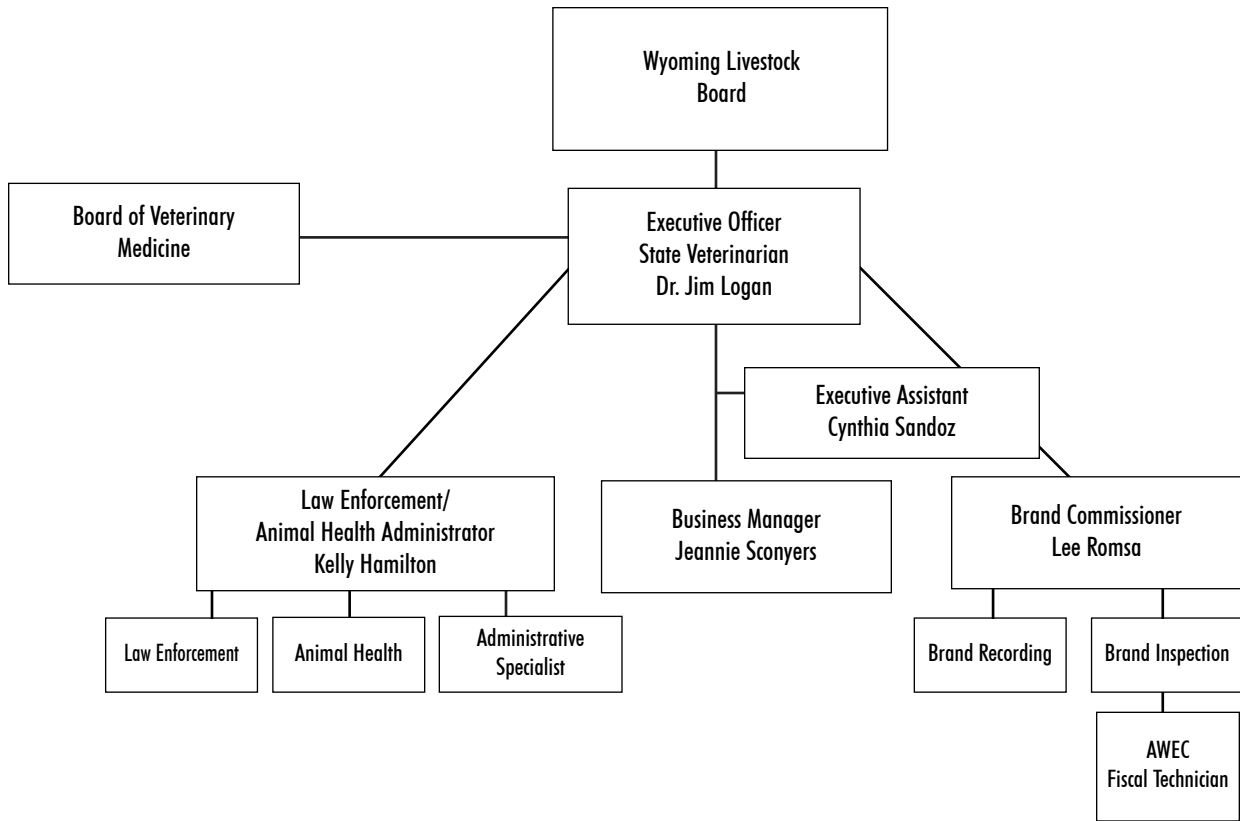 Wyoming Livestock
Board
Board of Veterinary
Medicine
Executive Officer
State Veterinarian
Dr. Jim Logan
Executive Assistant
Cynthia Sandoz
Law Enforcement/
Animal Health Administrator
Kelly Hamilton
Business Manager
Jeannie Sconyers
Brand Commissioner
Lee Romsa
Law Enforcement
Animal Health
Administrative
Specialist
Brand Recording
Brand Inspection
AWEC
Fiscal Technician